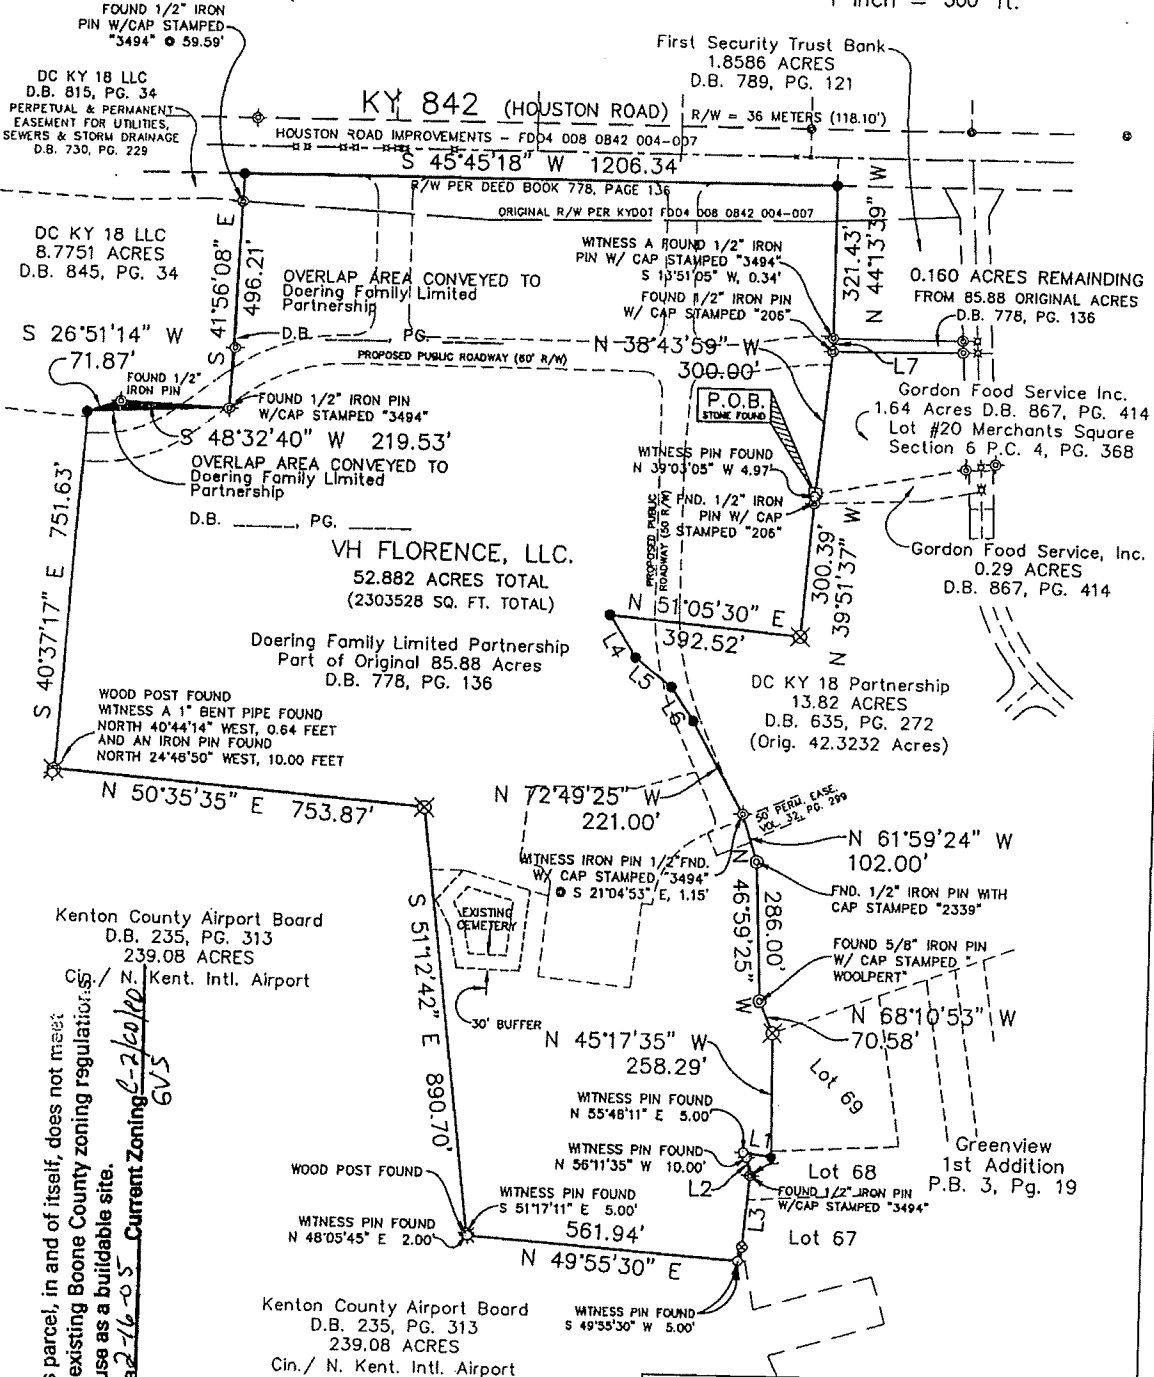 1 inch = 300 ft.
FOUND 1/2" IRON
PIN W/CAP STAMPED
"3494" @ 59.59'
First Security Trust Bank
1.8586 ACRES
D.B. 789, PG. 121
DC KY 18 LLC
D.B. 815, PG. 34
PERPETUAL & PERMANENT
EASEMENT FOR UTILITIES,
SEWERS & STORM DRAINAGE
D.B. 730, PG. 229
KY 842 (HOUSTON ROAD)
R/W = 36 METERS (118.10')
HOUSTON ROAD IMPROVEMENTS - FD04 008 0842 004-007
S 45°45'18" W 1206.34'
R/W PER DEED BOOK 778, PAGE 136
ORIGINAL R/W PER KYDOT FD04 008 0842 004-007
DC KY 18 LLC
8.7751 ACRES
D.B. 845, PG. 34
S 41°56'08" E
496.21'
OVERLAP AREA CONVEYED TO
Doering Family Limited
Partnership
D.B. ______, PG. ______
WITNESS A FOUND 1/2" IRON
PIN W/ CAP STAMPED "3494"
S 13°51'05" W, 0.34'
FOUND 1/2" IRON PIN
W/ CAP STAMPED "206"
321.43'
N 44°13'39" W
0.160 ACRES REMAINDING
FROM 85.88 ORIGINAL ACRES
D.B. 778, PG. 136
S 26°51'14" W
71.87'
FOUND 1/2"
IRON PIN
PROPOSED PUBLIC ROADWAY (60' R/W)
N 38°43'59" W
300.00'
L7
FOUND 1/2" IRON PIN
W/CAP STAMPED "3494"
S 48°32'40" W 219.53'
P.O.B.
STONE FOUND
Gordon Food Service Inc.
1.64 Acres D.B. 867, PG. 414
Lot #20 Merchants Square
Section 6 P.C. 4, PG. 368
OVERLAP AREA CONVEYED TO
Doering Family Limited
Partnership
D.B. ______, PG. ______
WITNESS PIN FOUND
N 39°03'05" W 4.97'
FND. 1/2" IRON
PIN W/ CAP
STAMPED "206"
PROPOSED PUBLIC
ROADWAY (50 R/W)
S 40°37'17" E 751.63'
VH FLORENCE, LLC.
52.882 ACRES TOTAL
(2303528 SQ. FT. TOTAL)
300.39'
N 39°51'37" W
Gordon Food Service, Inc.
0.29 ACRES
D.B. 867, PG. 414
N 51°05'30" E
392.52'
Doering Family Limited Partnership
Part of Original 85.88 Acres
D.B. 778, PG. 136
L4
L5
L6
DC KY 18 Partnership
13.82 ACRES
D.B. 635, PG. 272
(Orig. 42.3232 Acres)
WOOD POST FOUND
WITNESS A 1" BENT PIPE FOUND
NORTH 40°44'14" WEST, 0.64 FEET
AND AN IRON PIN FOUND
NORTH 24°46'50" WEST, 10.00 FEET
N 50°35'35" E 753.87'
N 72°49'25" W
221.00'
50' PERM. EASE.
VOL. 32, PG. 299
N 61°59'24" W
102.00'
WITNESS IRON PIN 1/2"FND.
W/ CAP STAMPED "3494"
@ S 21°04'53" E, 1.15'
FND. 1/2" IRON PIN WITH
CAP STAMPED "2339"
N 46°59'25" W
286.00'
EXISTING
CEMETERY
30' BUFFER
S 51°12'42" E 890.70'
Kenton County Airport Board
D.B. 235, PG. 313
239.08 ACRES
Cin./ N. Kent. Intl. Airport
FOUND 5/8" IRON PIN
W/ CAP STAMPED "
WOOLPERT"
N 68°10'53" W
70.58'
N 45°17'35" W
258.29'
Lot 69
WITNESS PIN FOUND
N 55°48'11" E 5.00'
L1
WITNESS PIN FOUND
N 56°11'35" W 10.00'
L2
Lot 68
FOUND 1/2" IRON PIN
W/CAP STAMPED "3494"
Greenview
1st Addition
P.B. 3, Pg. 19
L3
Lot 67
WOOD POST FOUND
WITNESS PIN FOUND
S 51°17'11" E 5.00'
WITNESS PIN FOUND
N 48°05'45" E 2.00'
561.94'
N 49°55'30" E
WITNESS PIN FOUND
S 49°55'30" W 5.00'
Kenton County Airport Board
D.B. 235, PG. 313
239.08 ACRES
Cin./ N. Kent. Intl. Airport
parcel, in and of itself, does not meet
existing Boone County zoning regulations
use as a buildable site.
2-16-05 Current Zoning C-2/CO/PD